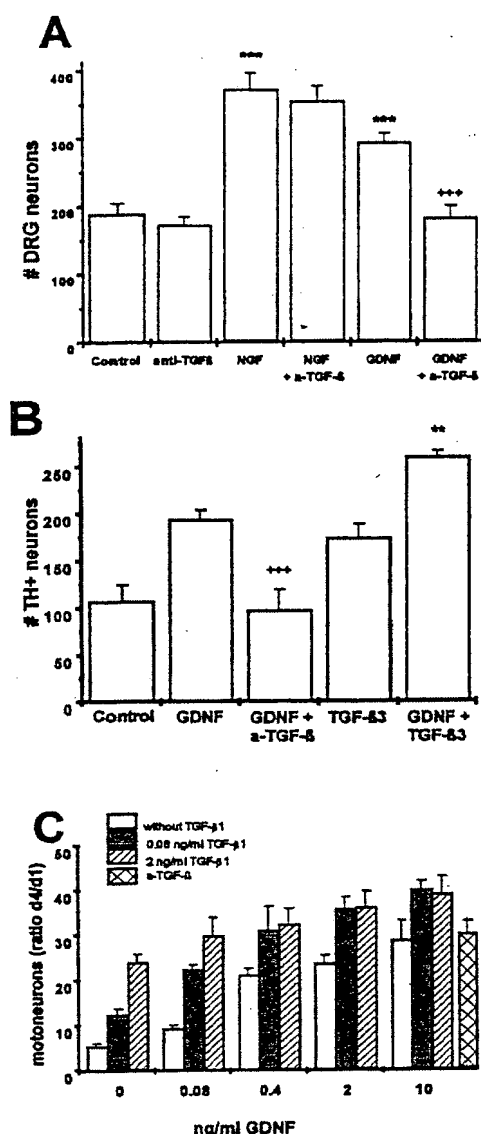 A
400
300
200
100
0
# DRG neurons
***
***
+++
Control anti-TGFß NGF NGF + a-TGF-ß GDNF GDNF + a-TGF-ß
B
250
200
150
100
50
0
# TH+ neurons
+++
**
Control GDNF GDNF + a-TGF-ß TGF-ß3 GDNF + TGF-ß3
C
without TGF-β1
0.08 ng/ml TGF-β1
2 ng/ml TGF-β1
a-TGF-ß
50
40
30
20
10
0
motoneurons (ratio d4/d1)
0 0.08 0.4 2 10
ng/ml GDNF